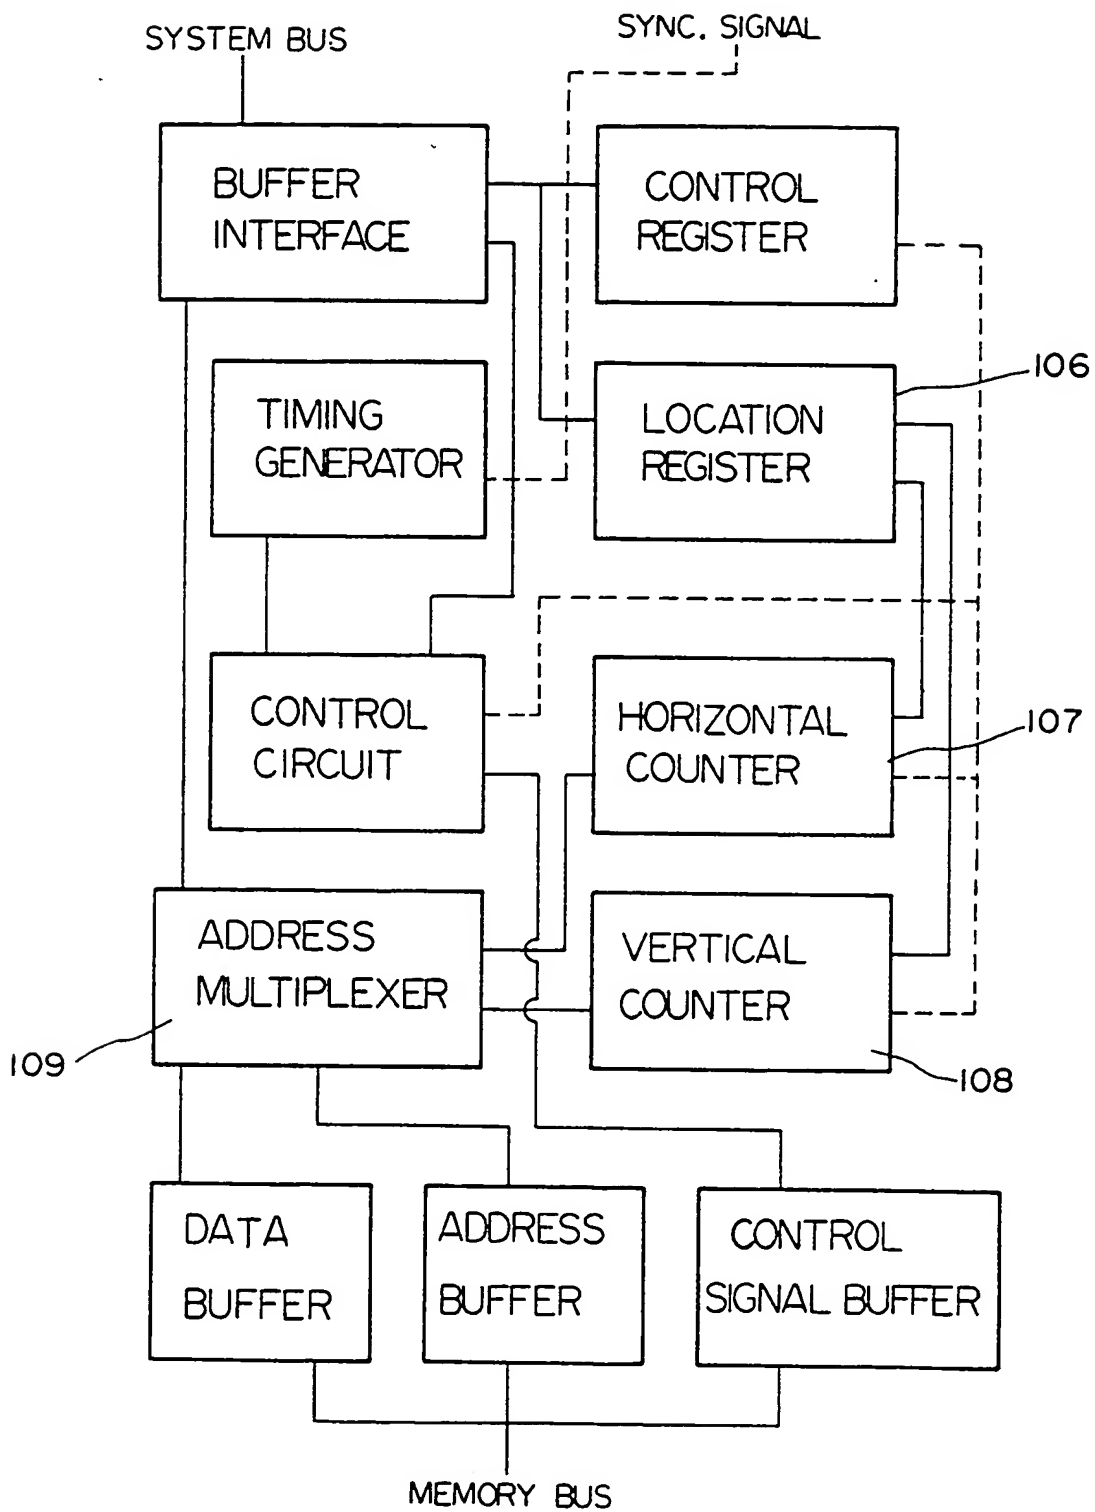 SYSTEM BUS
SYNC. SIGNAL
BUFFER
INTERFACE
CONTROL
REGISTER
106
TIMING
GENERATOR
LOCATION
REGISTER
CONTROL
CIRCUIT
HORIZONTAL
COUNTER
107
ADDRESS
MULTIPLEXER
VERTICAL
COUNTER
109
108
DATA
BUFFER
ADDRESS
BUFFER
CONTROL
SIGNAL BUFFER
MEMORY BUS